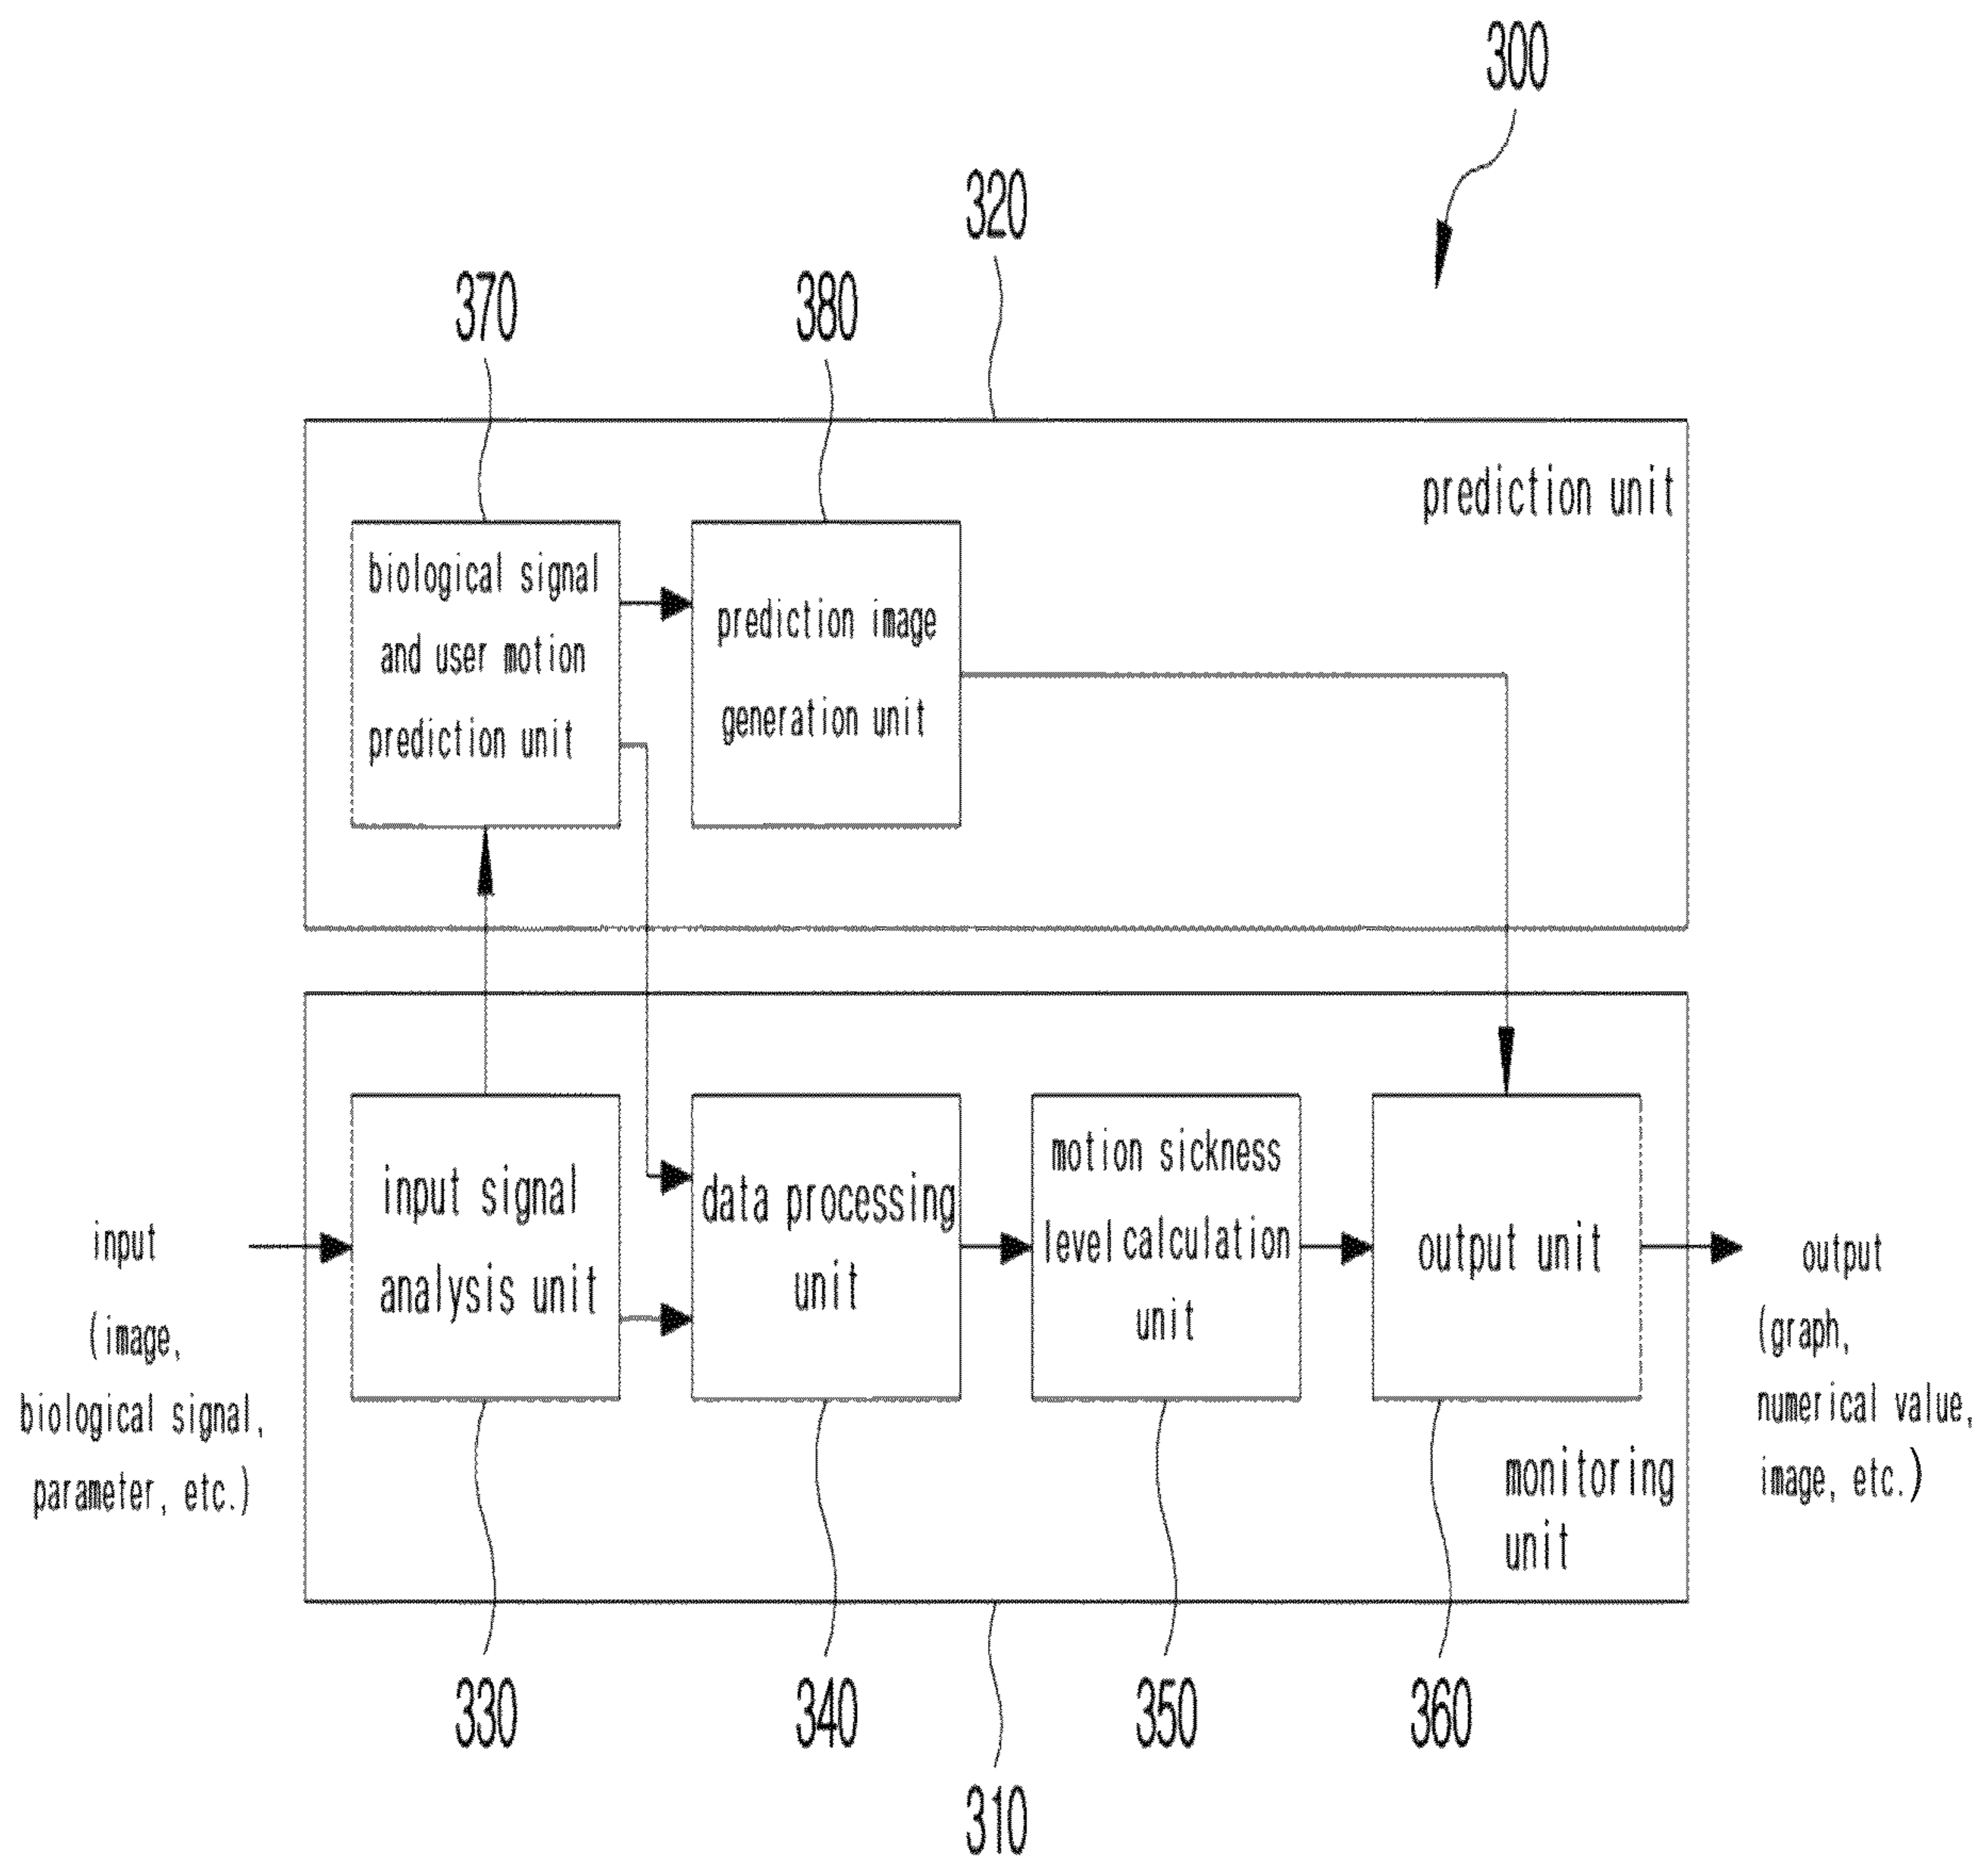 300
320
370
380
prediction unit
biological signal
and user motion
prediction unit
prediction image
generation unit
input
(image,
biological signal,
parameter, etc.)
input signal
analysis unit
data processing
unit
motion sickness
level calculation
unit
output unit
output
(graph,
numerical value,
image, etc.)
monitoring
unit
330
340
350
360
310